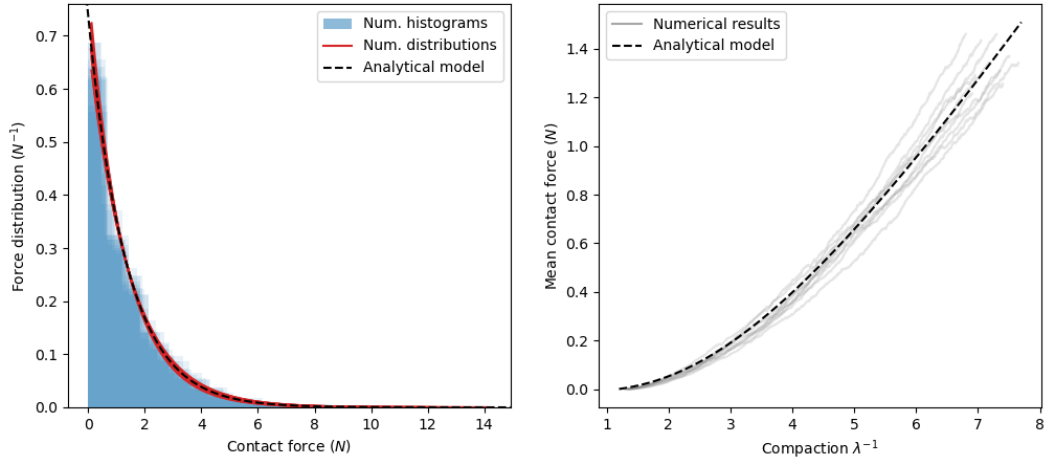 Force distribution (N⁻¹)
0.7
0.6
0.5
0.4
0.3
0.2
0.1
0.0
Num. histograms
Num. distributions
Analytical model
0 2 4 6 8 10 12 14
Contact force (N)
Mean contact force (N)
1.4
1.2
1.0
0.8
0.6
0.4
0.2
0.0
Numerical results
Analytical model
1 2 3 4 5 6 7 8
Compaction λ⁻¹